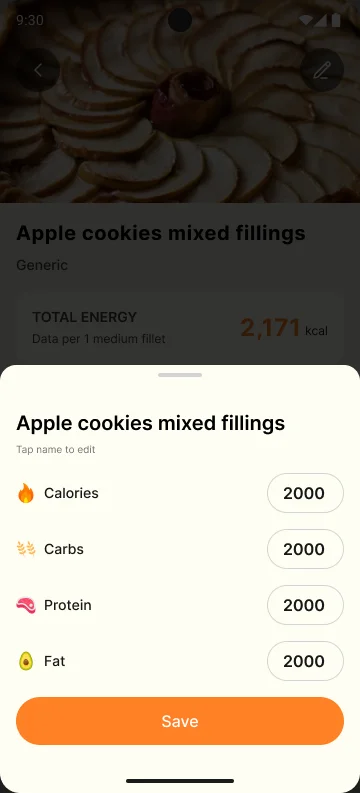 9:30
Apple cookies mixed fillings
Generic
TOTAL ENERGY
Data per 1 medium fillet
2,171 kcal
Apple cookies mixed fillings
Tap name to edit
Calories 2000
Carbs 2000
Protein 2000
Fat 2000
Save